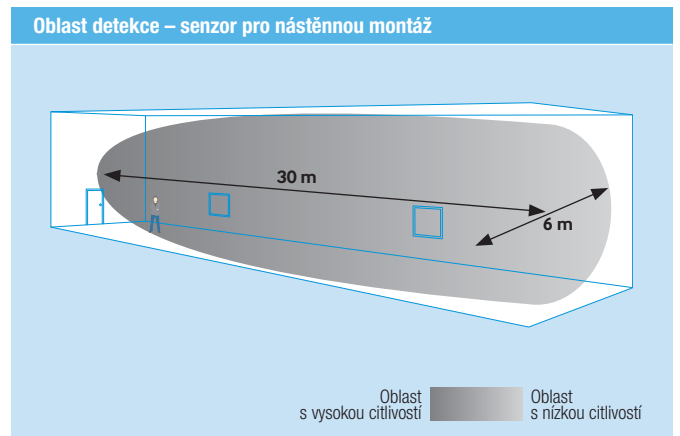 Oblast detekce – senzor pro nástěnnou montáž
30 m
6 m
Oblast
s vysokou citlivostí
Oblast
s nízkou citlivostí